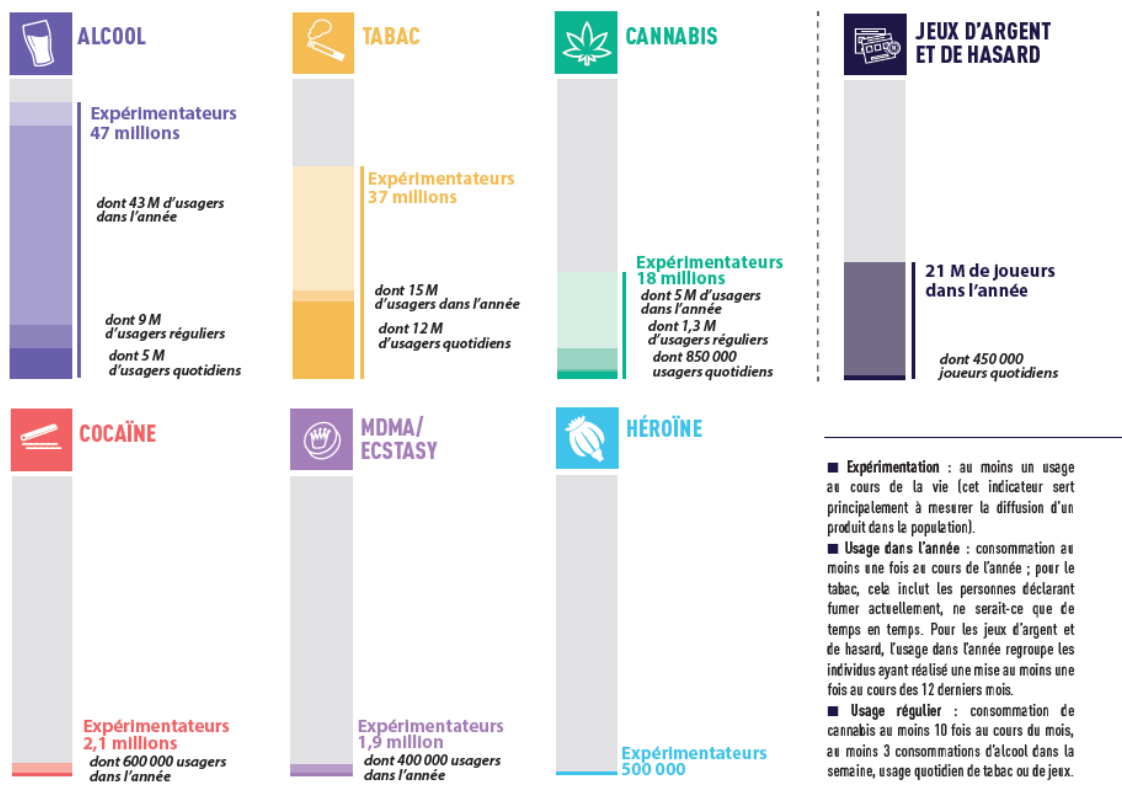 ALCOOL
Expérimentateurs
47 millions
dont 43 M d'usagers
dans l'année
dont 9 M
d'usagers réguliers
dont 5 M
d'usagers quotidiens
TABAC
Expérimentateurs
37 millions
dont 15 M
d'usagers dans l'année
dont 12 M
d'usagers quotidiens
CANNABIS
Expérimentateurs
18 millions
dont 5 M d'usagers
dans l'année
dont 1,3 M
d'usagers réguliers
dont 850 000
usagers quotidiens
JEUX D'ARGENT
ET DE HASARD
21 M de joueurs
dans l'année
dont 450 000
joueurs quotidiens
COCAÏNE
Expérimentateurs
2,1 millions
dont 600 000 usagers
dans l'année
MDMA/
ECSTASY
Expérimentateurs
1,9 million
dont 400 000 usagers
dans l'année
HÉROÏNE
Expérimentateurs
500 000
■ Expérimentation : au moins un usage
au cours de la vie (cet indicateur sert
principalement à mesurer la diffusion d'un
produit dans la population).
■ Usage dans l'année : consommation au
moins une fois au cours de l'année ; pour le
tabac, cela inclut les personnes déclarant
fumer actuellement, ne serait-ce que de
temps en temps. Pour les jeux d'argent et
de hasard, l'usage dans l'année regroupe les
individus ayant réalisé une mise au moins une
fois au cours des 12 derniers mois.
■ Usage régulier : consommation de
cannabis au moins 10 fois au cours du mois,
au moins 3 consommations d'alcool dans la
semaine, usage quotidien de tabac ou de jeux.